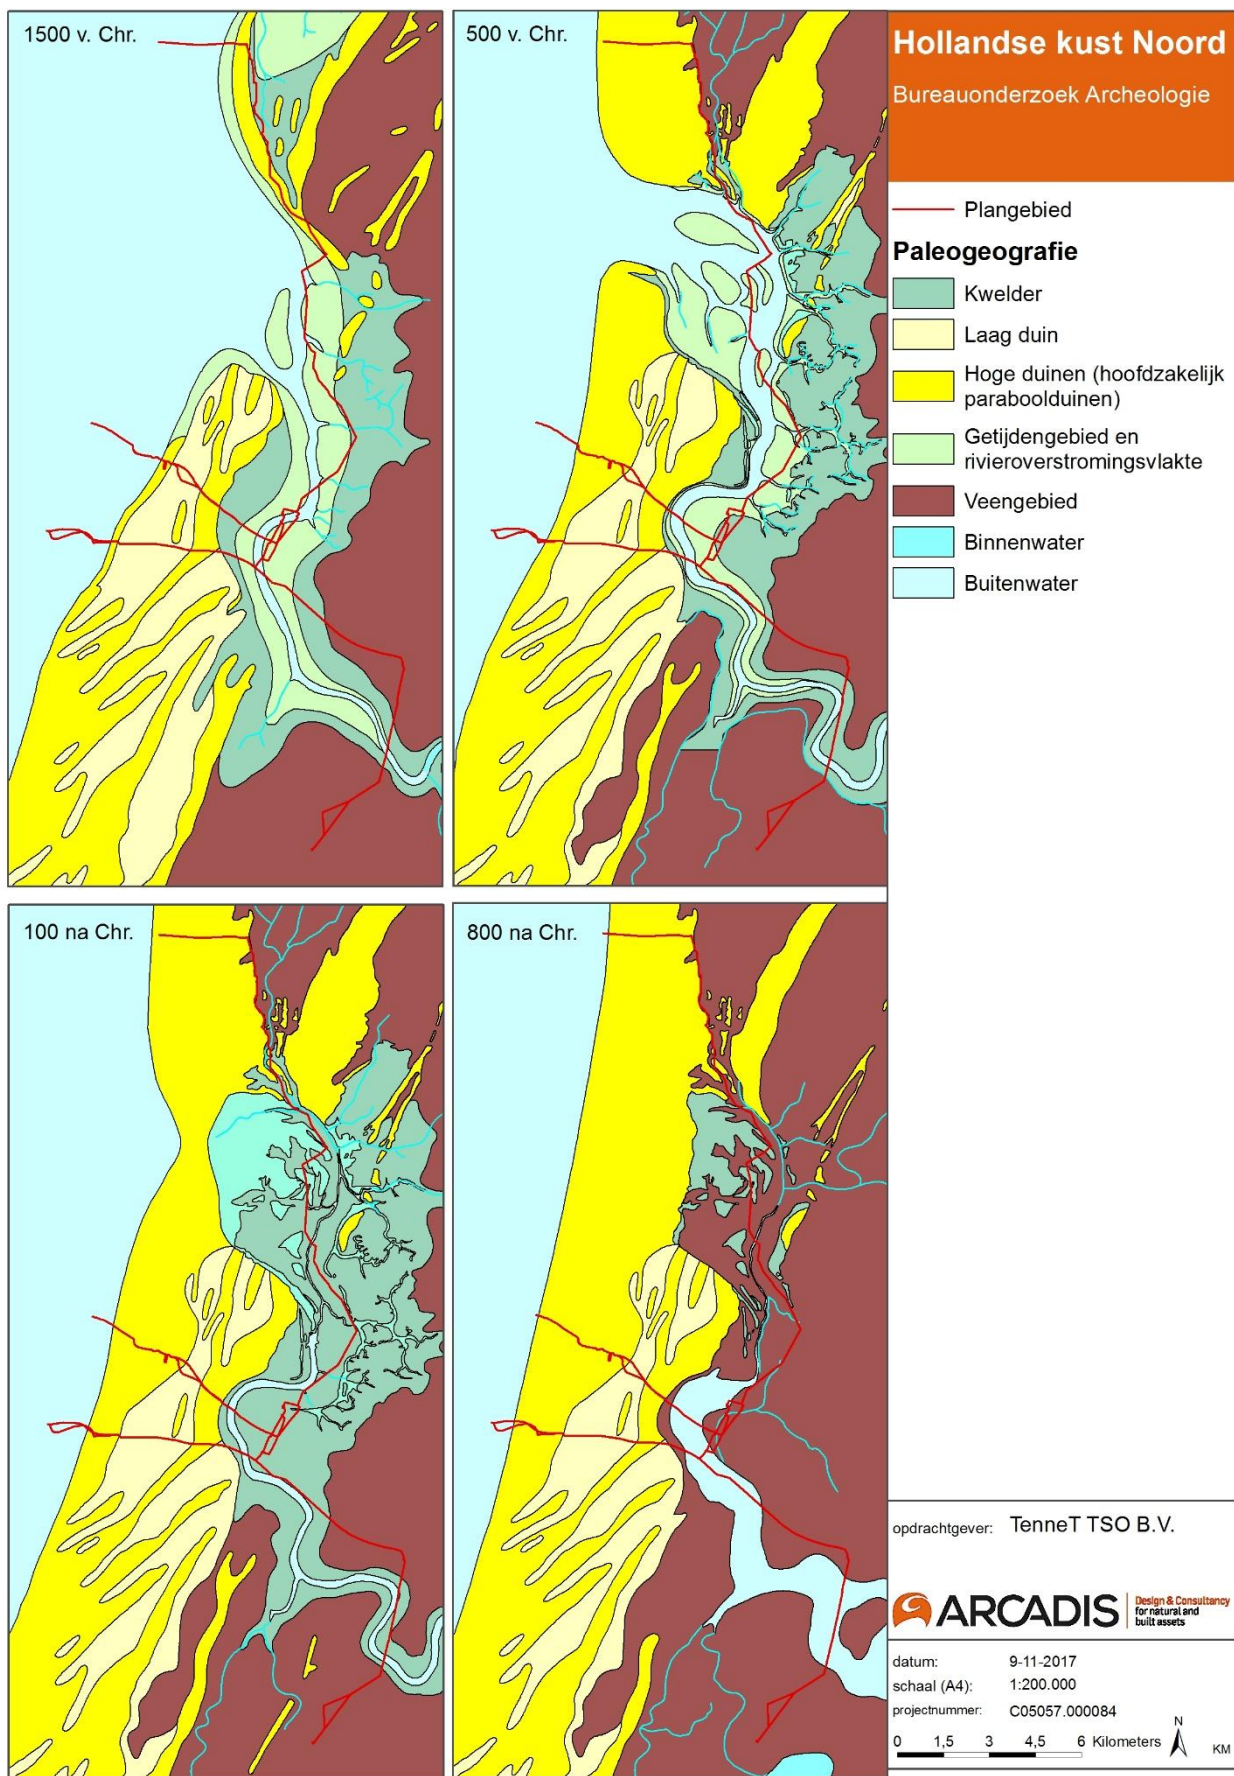 1500 v. Chr.
500 v. Chr.
100 na Chr.
800 na Chr.
Hollandse kust Noord
Bureauonderzoek Archeologie
Plangebied
Paleogeografie
Kwelder
Laag duin
Hoge duinen (hoofdzakelijk
paraboolduinen)
Getijdengebied en
rivieroverstromingsvlakte
Veengebied
Binnenwater
Buitenwater
opdrachtgever: TenneT TSO B.V.
ARCADIS
Design & Consultancy
for natural and
built assets
datum: 9-11-2017
schaal (A4): 1:200.000
projectnummer: C05057.000084
N
0 1,5 3 4,5 6 Kilometers
KM